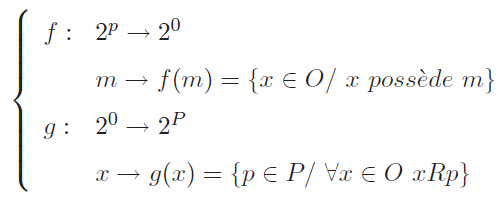 f : 2^p → 2^0
m → f(m) = {x ∈ O/ x possède m}
g : 2^0 → 2^P
x → g(x) = {p ∈ P/ ∀x ∈ O xRp}